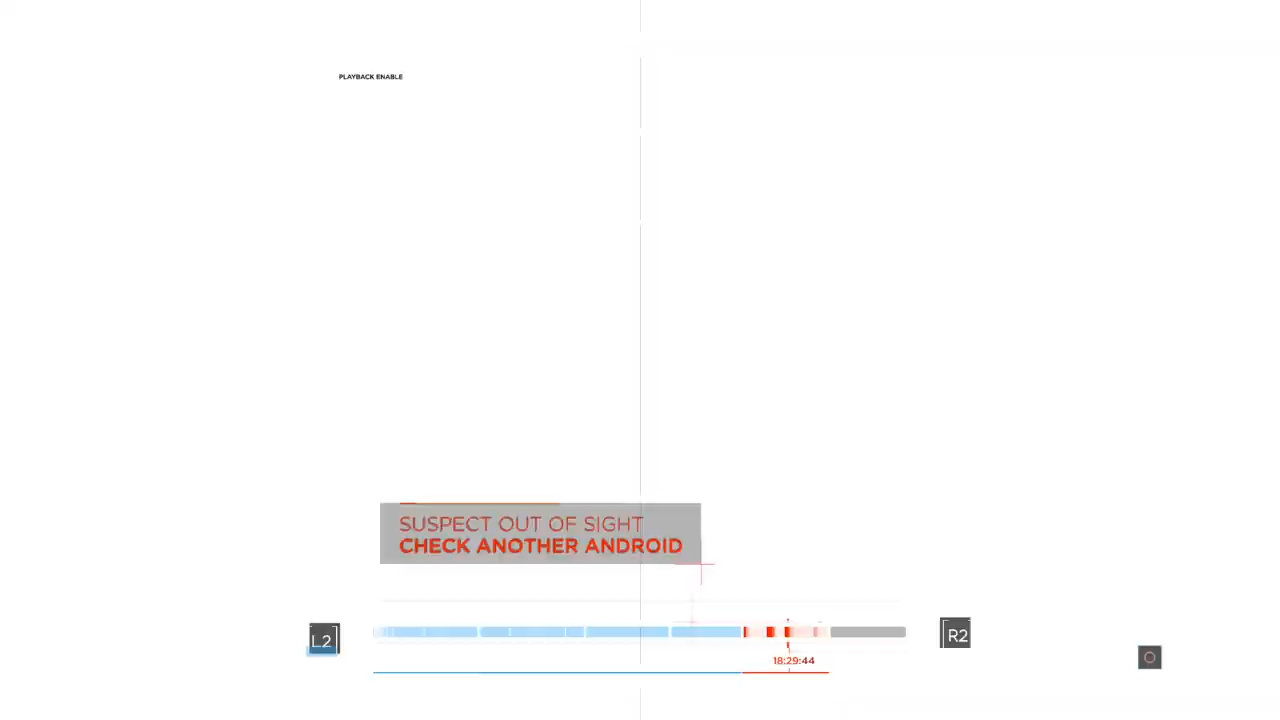 PLAYBACK ENABLE
SUSPECT OUT OF SIGHT
CHECK ANOTHER ANDROID
L2
R2
18:29:44